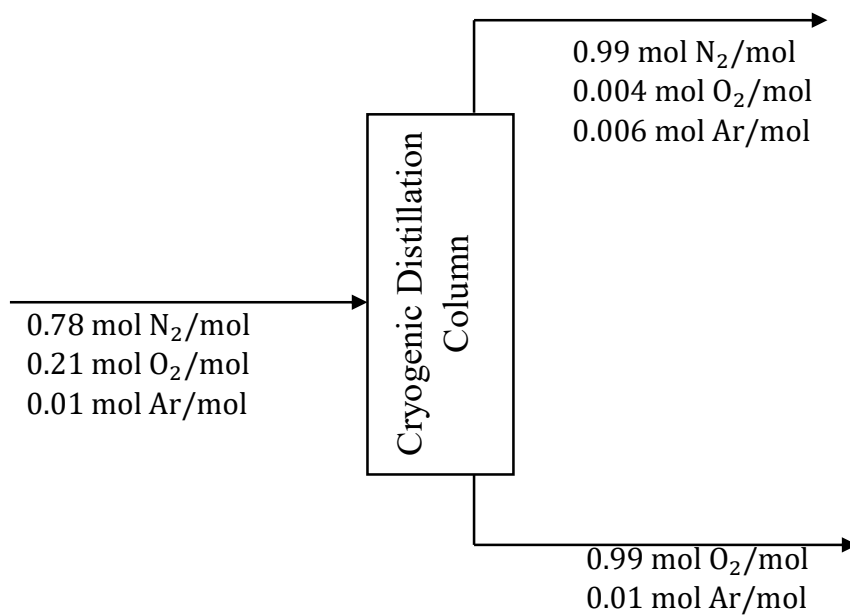 0.99 mol N₂/mol
0.004 mol O₂/mol
0.006 mol Ar/mol
Cryogenic Distillation
Column
0.78 mol N₂/mol
0.21 mol O₂/mol
0.01 mol Ar/mol
0.99 mol O₂/mol
0.01 mol Ar/mol